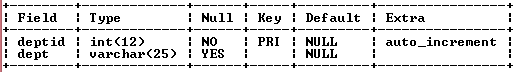 +--------+-------------+------+-----+---------+----------------+
| Field  | Type        | Null | Key | Default | Extra          |
+--------+-------------+------+-----+---------+----------------+
| deptid | int(12)     | NO   | PRI | NULL    | auto_increment |
| dept   | varchar(25) | YES  |     | NULL    |                |
+--------+-------------+------+-----+---------+----------------+